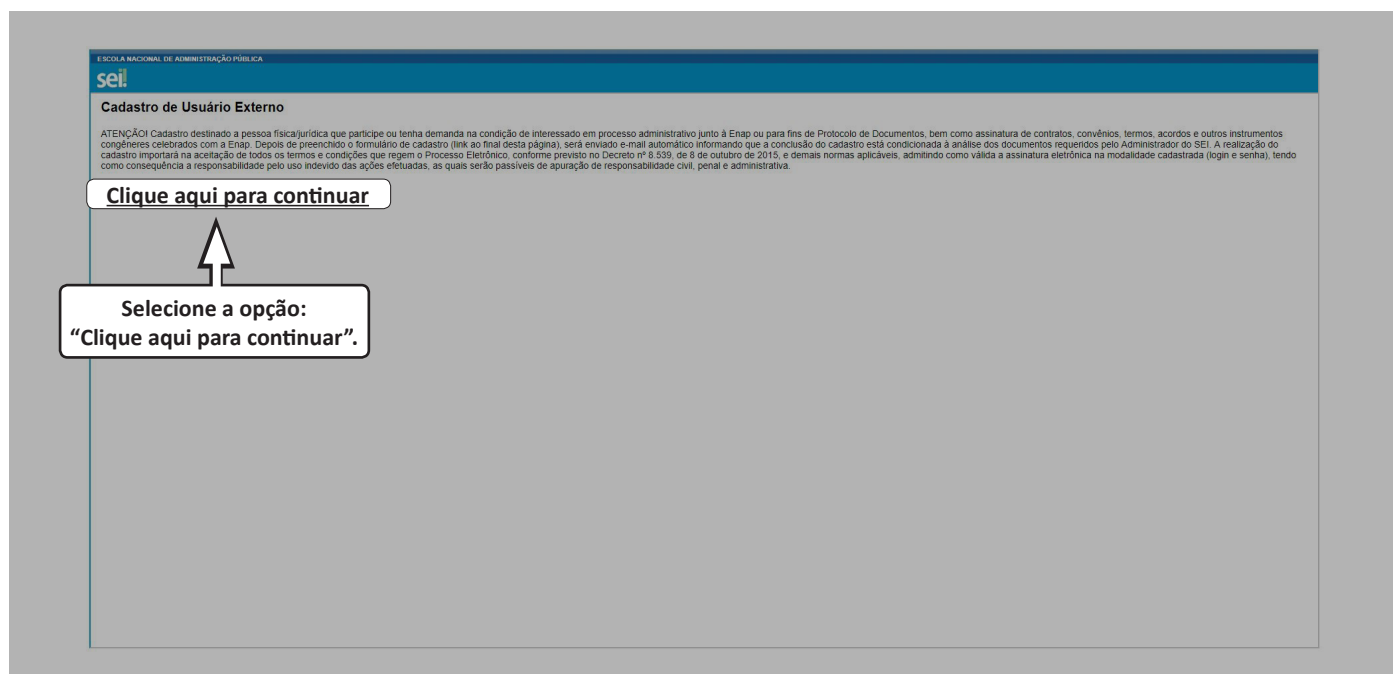 ESCOLA NACIONAL DE ADMINISTRAÇÃO PÚBLICA
sei!
Cadastro de Usuário Externo
ATENÇÃO! Cadastro destinado a pessoa física/jurídica que participe ou tenha demanda na condição de interessado em processo administrativo junto à Enap ou para fins de Protocolo de Documentos, bem como assinatura de contratos, convênios, termos, acordos e outros instrumentos
congêneres celebrados com a Enap. Depois de preenchido o formulário de cadastro (link ao final desta página), será enviado e-mail automático informando que a conclusão do cadastro está condicionada à análise dos documentos requeridos pelo Administrador do SEI. A realização do
cadastro importará na aceitação de todos os termos e condições que regem o Processo Eletrônico, conforme previsto no Decreto nº 8.539, de 8 de outubro de 2015, e demais normas aplicáveis, admitindo como válida a assinatura eletrônica na modalidade cadastrada (login e senha), tendo
como consequência a responsabilidade pelo uso indevido das ações efetuadas, as quais serão passíveis de apuração de responsabilidade civil, penal e administrativa.
Clique aqui para continuar
Selecione a opção:
“Clique aqui para continuar”.